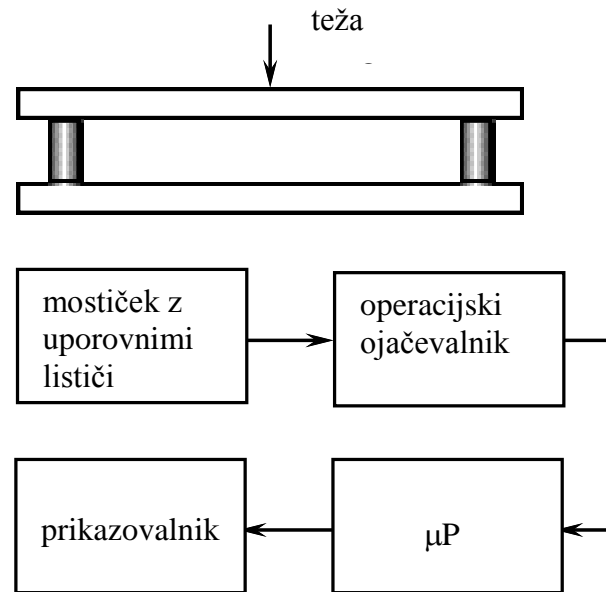 teža
mostiček z
uporovnimi
lističi
operacijski
ojačevalnik
prikazovalnik
μP